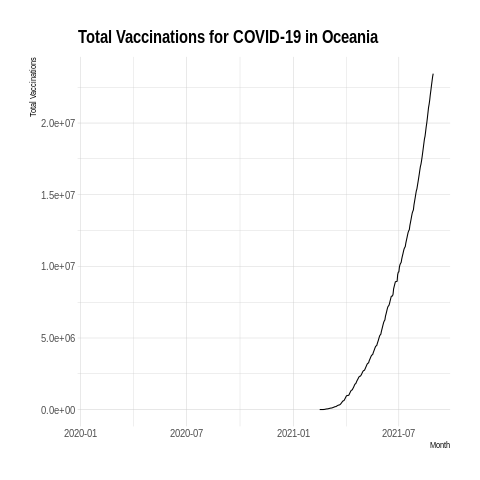 Total Vaccinations for COVID-19 in Oceania
Total Vaccinations
2.0e+07
1.5e+07
1.0e+07
5.0e+06
0.0e+00
2020-01 2020-07 2021-01 2021-07
Month